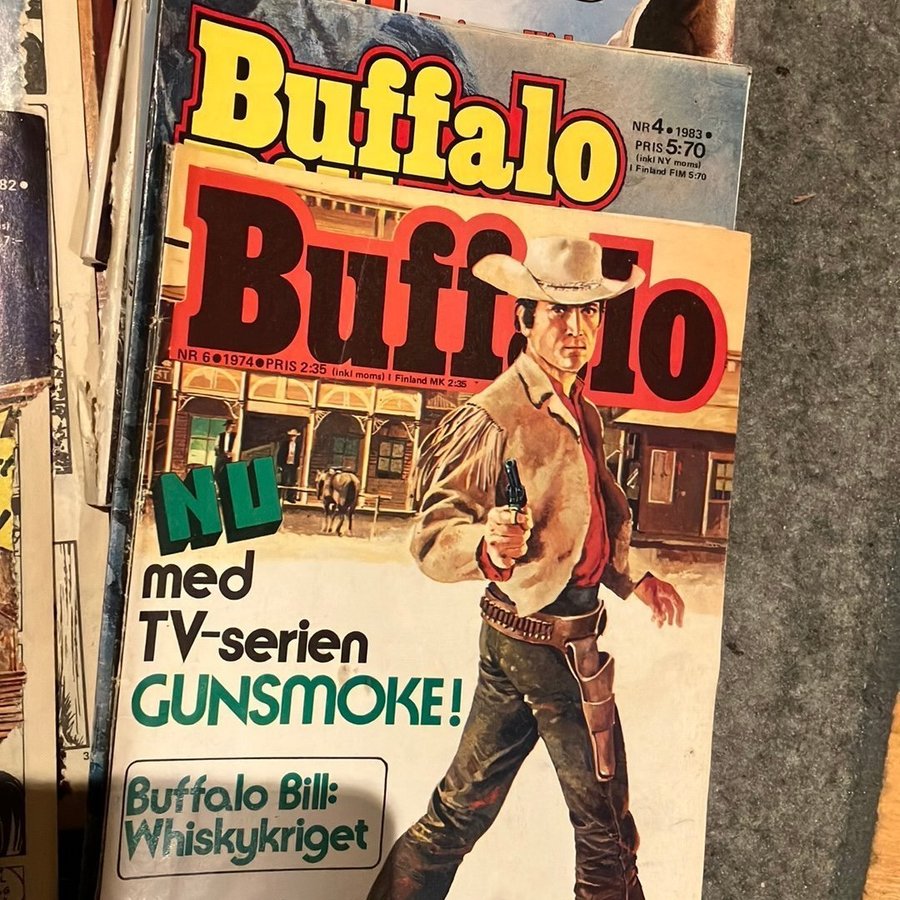 Buffalo
NR 4 • 1983 •
PRIS 5:70
(inkl NY moms)
I Finland FIM 5:70
82 •
Buffalo
NR 6 • 1974 • PRIS 2:35 (inkl moms) I Finland MK 2:35
NU
med
TV-serien
GUNSMOKE!
Buffalo Bill:
Whiskykriget